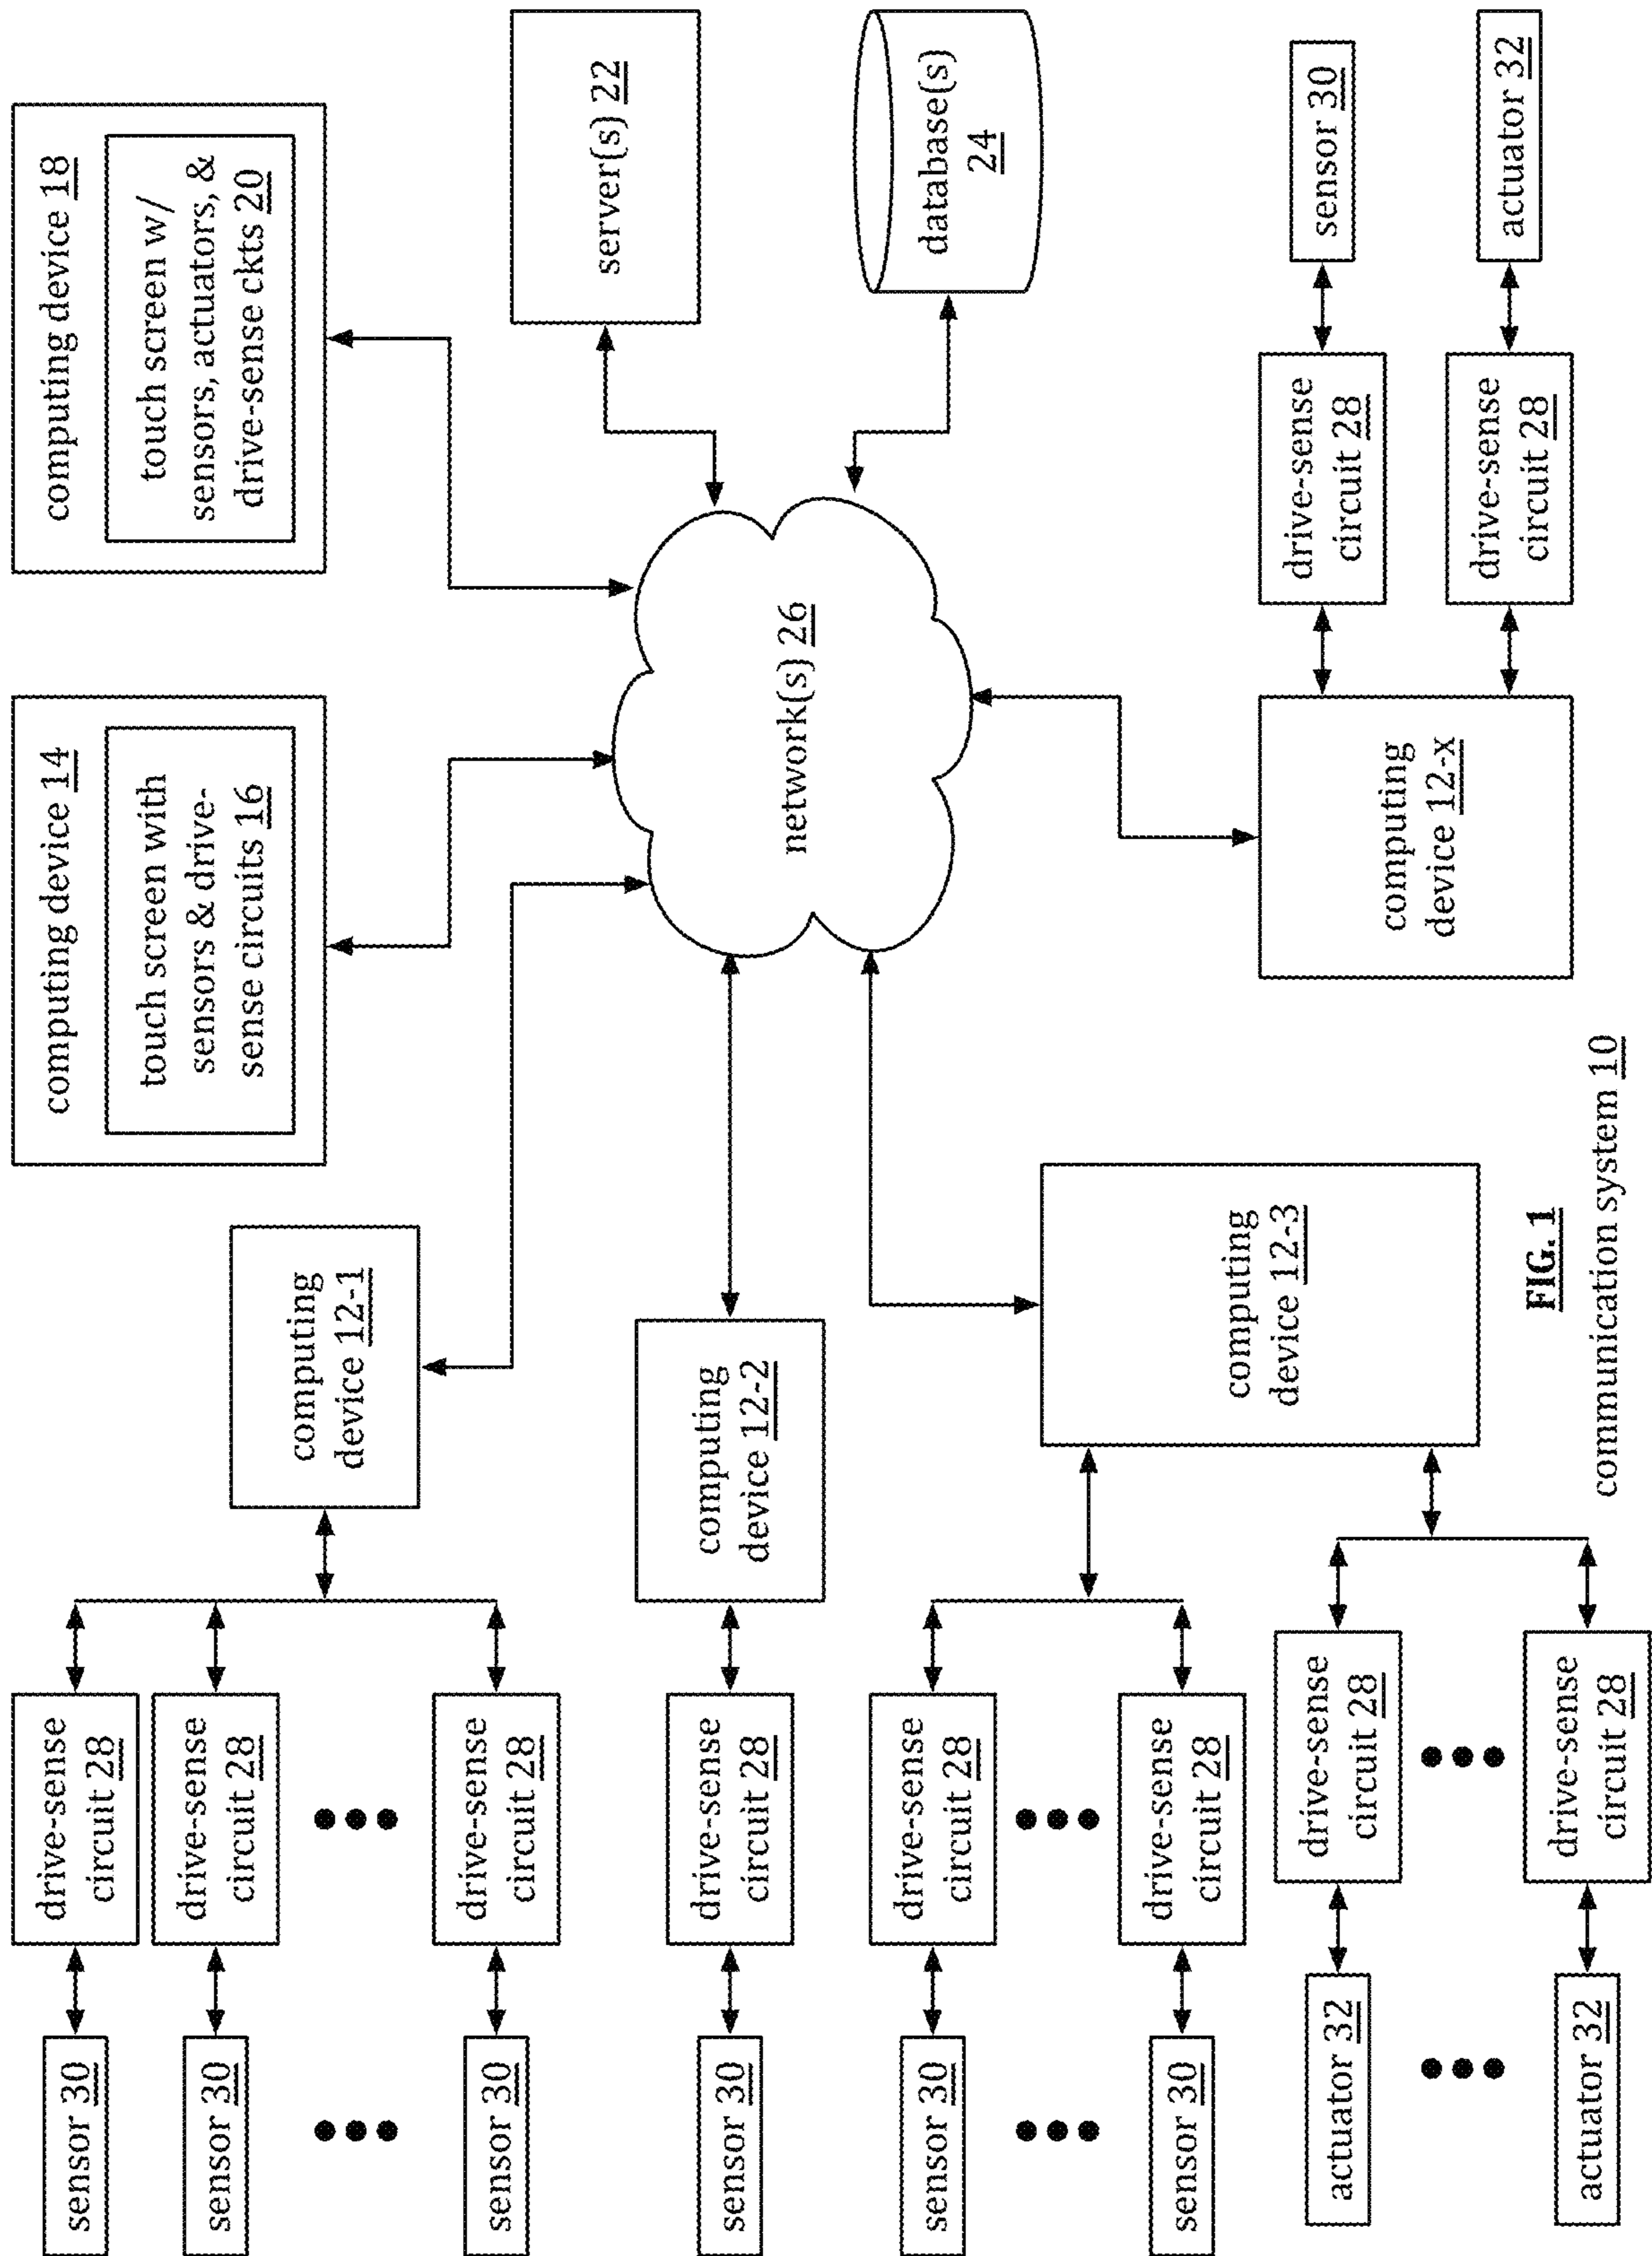 computing device 14
touch screen with
sensors & drive-
sense circuits 16
computing device 18
touch screen w/
sensors, actuators, &
drive-sense ckts 20
sensor 30
drive-sense
circuit 28
sensor 30
drive-sense
circuit 28
sensor 30
drive-sense
circuit 28
computing
device 12-1
server(s) 22
sensor 30
drive-sense
circuit 28
computing
device 12-2
network(s) 26
database(s)
24
sensor 30
drive-sense
circuit 28
sensor 30
drive-sense
circuit 28
computing
device 12-3
actuator 32
drive-sense
circuit 28
actuator 32
drive-sense
circuit 28
computing
device 12-x
drive-sense
circuit 28
sensor 30
drive-sense
circuit 28
actuator 32
FIG. 1
communication system 10